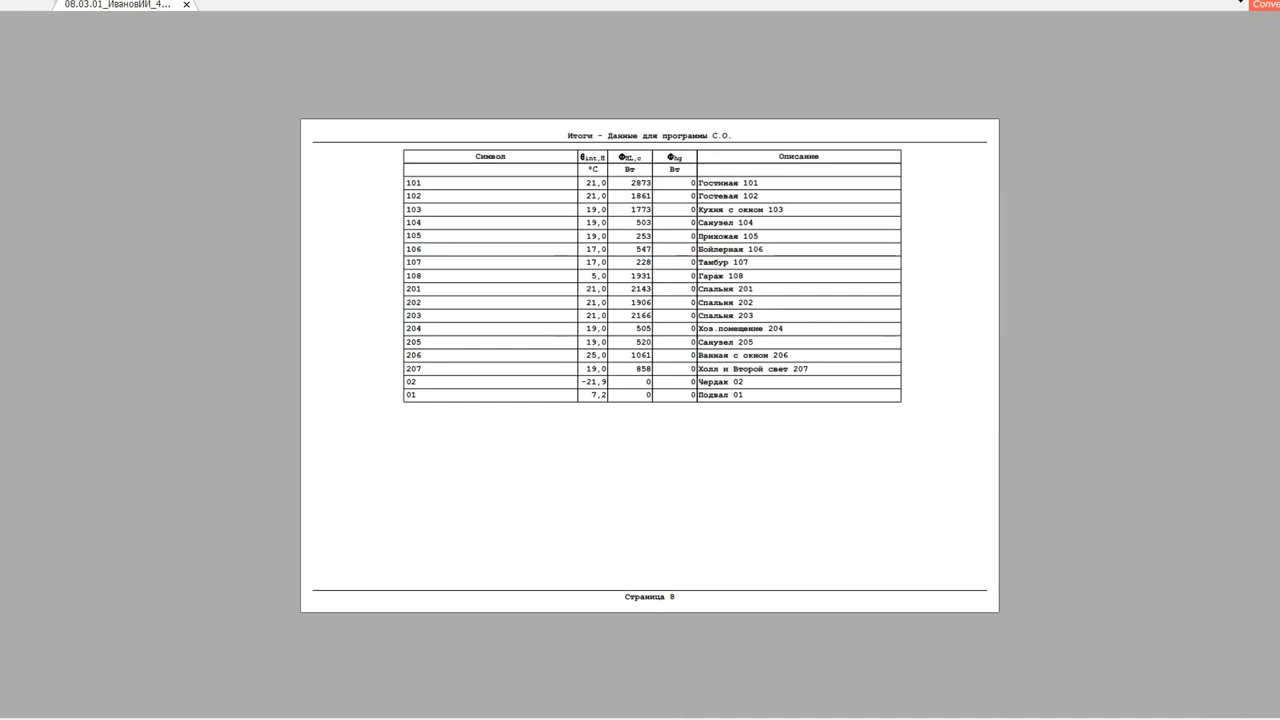 08.03.01_ИвановИИ_4...
Conve
Итоги - Данные для программы С.О.
Символ θint,H ΦHL,c Φhg Описание
°C Вт Вт
101 21,0 2873 0 Гостиная 101
102 21,0 1861 0 Гостевая 102
103 19,0 1773 0 Кухня с окном 103
104 19,0 503 0 Санузел 104
105 19,0 253 0 Прихожая 105
106 17,0 547 0 Бойлерная 106
107 17,0 228 0 Тамбур 107
108 5,0 1931 0 Гараж 108
201 21,0 2143 0 Спальня 201
202 21,0 1906 0 Спальня 202
203 21,0 2166 0 Спальня 203
204 19,0 505 0 Хоз.помещение 204
205 19,0 520 0 Санузел 205
206 25,0 1061 0 Ванная с окном 206
207 19,0 858 0 Холл и Второй свет 207
02 -21,9 0 0 Чердак 02
01 7,2 0 0 Подвал 01
Страница 8